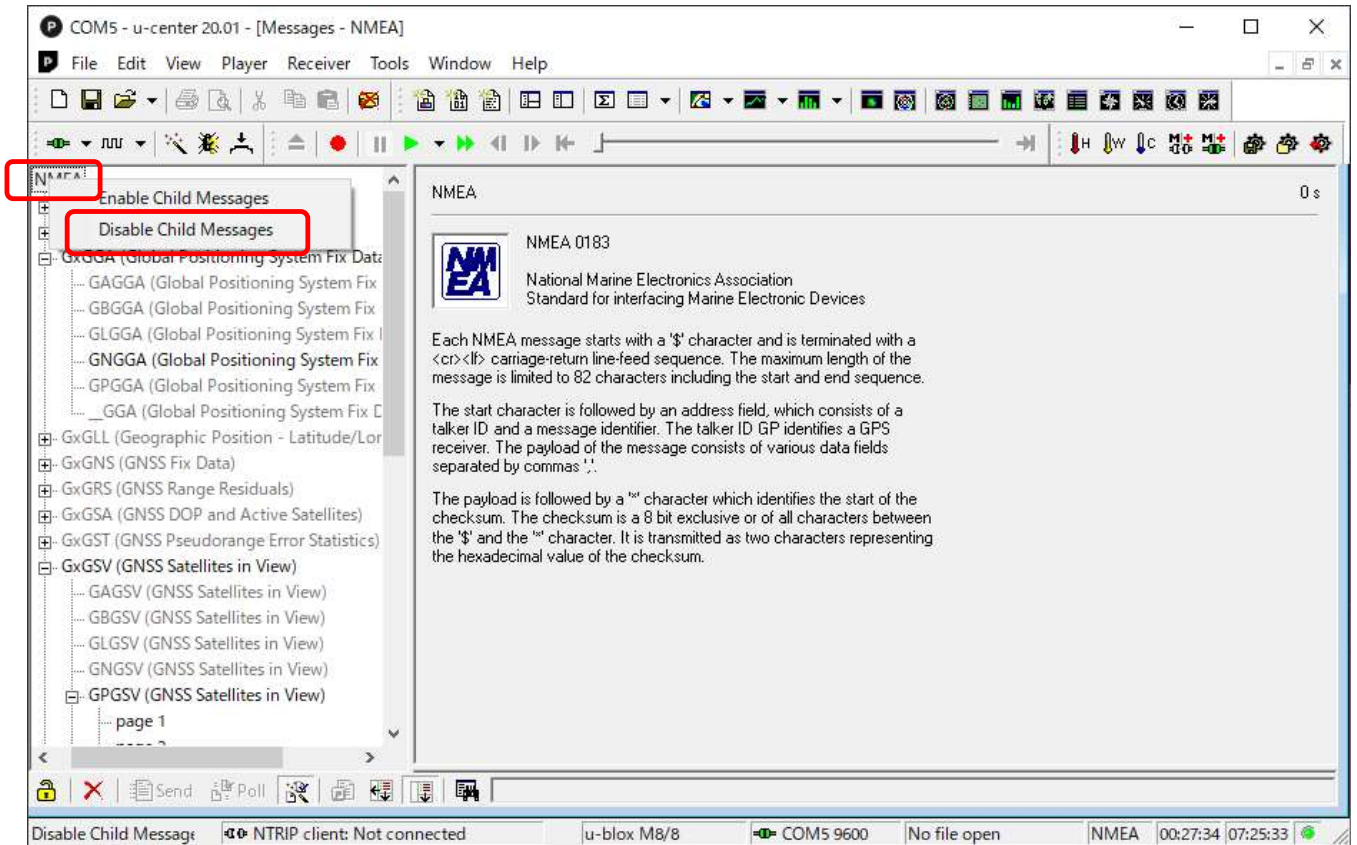 COM5 - u-center 20.01 - [Messages - NMEA]
File Edit View Player Receiver Tools Window Help
NMEA
Enable Child Messages
Disable Child Messages
GxGGA (Global Positioning System Fix Data
GAGGA (Global Positioning System Fix
GBGGA (Global Positioning System Fix
GLGGA (Global Positioning System Fix
GNGGA (Global Positioning System Fix
GPGGA (Global Positioning System Fix
__GGA (Global Positioning System Fix D
GxGLL (Geographic Position - Latitude/Lor
GxGNS (GNSS Fix Data)
GxGRS (GNSS Range Residuals)
GxGSA (GNSS DOP and Active Satellites)
GxGST (GNSS Pseudorange Error Statistics)
GxGSV (GNSS Satellites in View)
GAGSV (GNSS Satellites in View)
GBGSV (GNSS Satellites in View)
GLGSV (GNSS Satellites in View)
GNGSV (GNSS Satellites in View)
GPGSV (GNSS Satellites in View)
page 1
NMEA 0 s
NMEA
NMEA 0183
National Marine Electronics Association
Standard for interfacing Marine Electronic Devices
Each NMEA message starts with a '$' character and is terminated with a
<cr><lf> carriage-return line-feed sequence. The maximum length of the
message is limited to 82 characters including the start and end sequence.
The start character is followed by an address field, which consists of a
talker ID and a message identifier. The talker ID GP identifies a GPS
receiver. The payload of the message consists of various data fields
separated by commas ','.
The payload is followed by a '*' character which identifies the start of the
checksum. The checksum is a 8 bit exclusive or of all characters between
the '$' and the '*' character. It is transmitted as two characters representing
the hexadecimal value of the checksum.
Send Poll
Disable Child Message NTRIP client: Not connected u-blox M8/8 COM5 9600 No file open NMEA 00:27:34 07:25:33